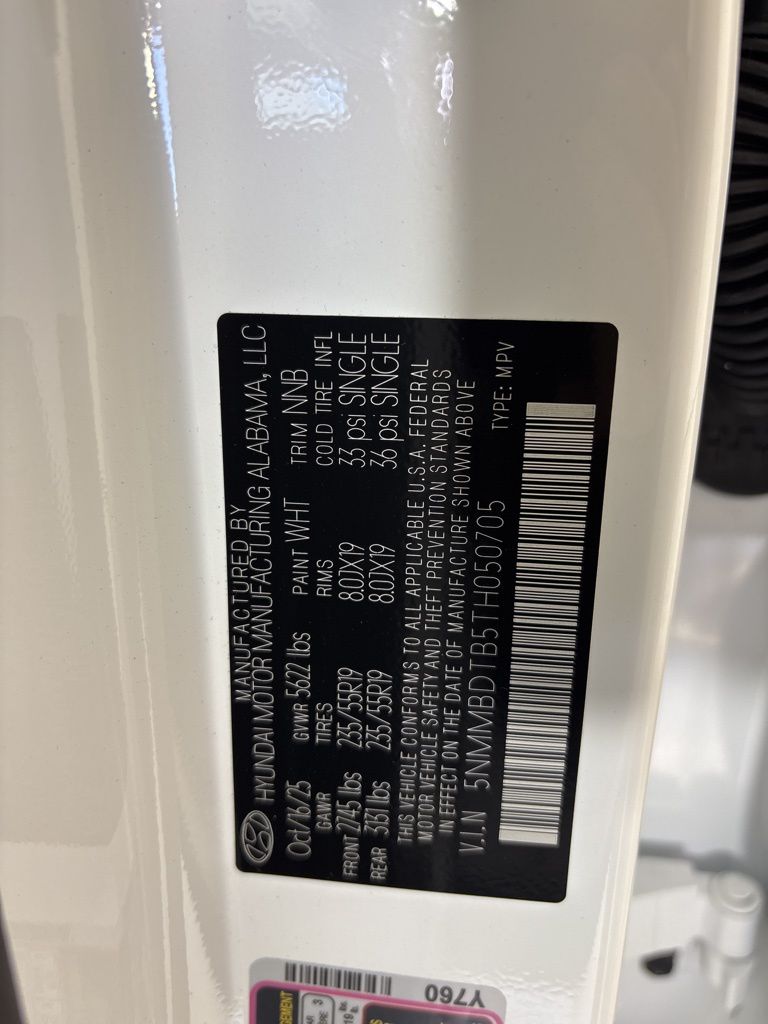 MANUFACTURED BY
HYUNDAI MOTOR MANUFACTURING ALABAMA, LLC
Oct/16/25 GVWR 5622 lbs PAINT WHT TRIM NNB
GAWR TIRES RIMS COLD TIRE INFL
FRONT 2745 lbs 235/55R19 8.0JX19 33 psi SINGLE
REAR 3131 lbs 235/55R19 8.0JX19 36 psi SINGLE
THIS VEHICLE CONFORMS TO ALL APPLICABLE U.S.A. FEDERAL
MOTOR VEHICLE SAFETY AND THEFT PREVENTION STANDARDS
IN EFFECT ON THE DATE OF MANUFACTURE SHOWN ABOVE
V.I.N 5NMMBDTB5TH050705 TYPE: MPV
Y760